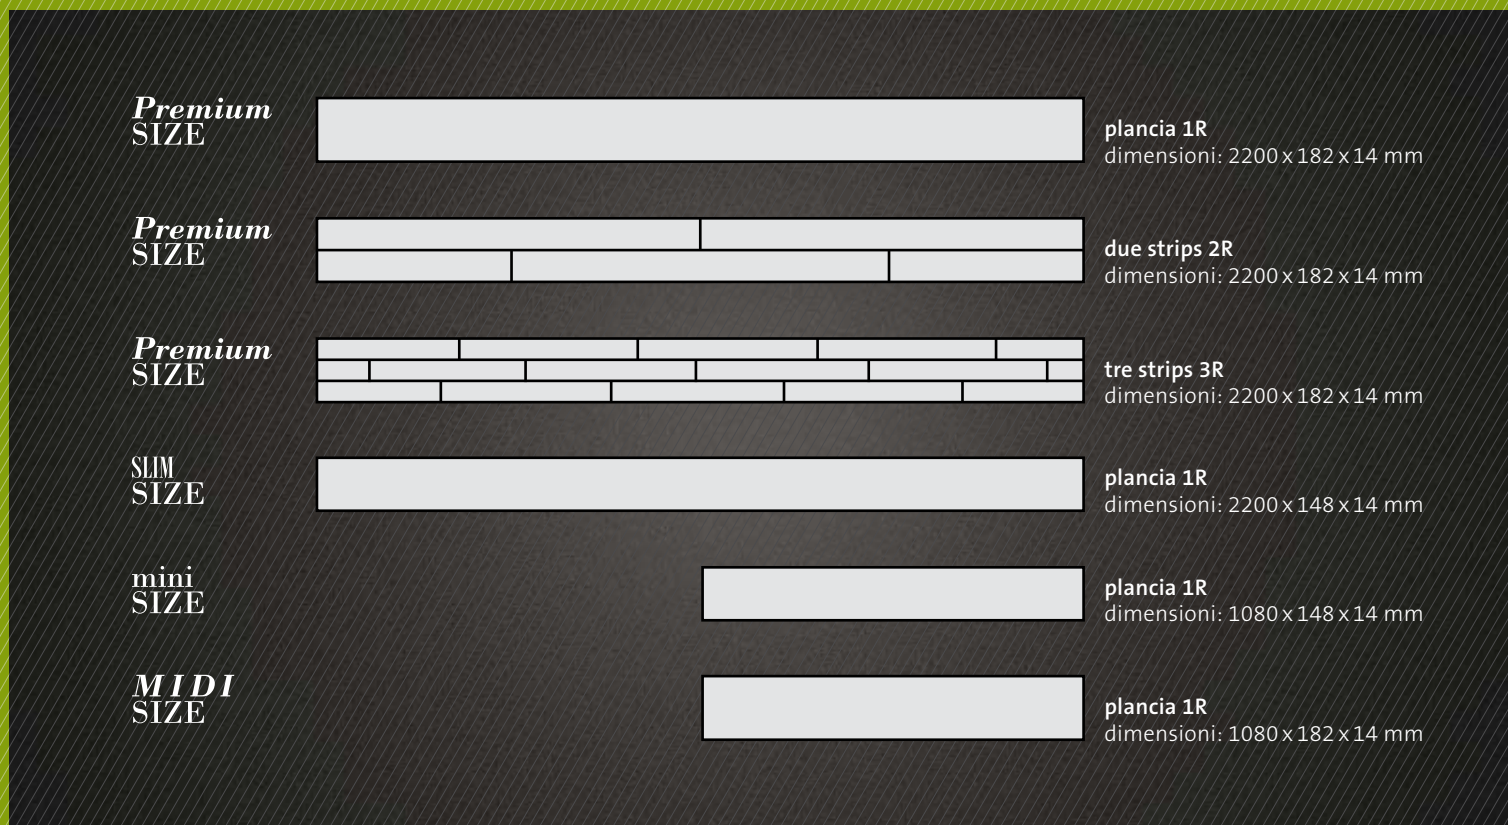 Premium
SIZE
plancia 1R
dimensioni: 2200 x 182 x 14 mm
Premium
SIZE
due strips 2R
dimensioni: 2200 x 182 x 14 mm
Premium
SIZE
tre strips 3R
dimensioni: 2200 x 182 x 14 mm
SLIM
SIZE
plancia 1R
dimensioni: 2200 x 148 x 14 mm
mini
SIZE
plancia 1R
dimensioni: 1080 x 148 x 14 mm
MIDI
SIZE
plancia 1R
dimensioni: 1080 x 182 x 14 mm